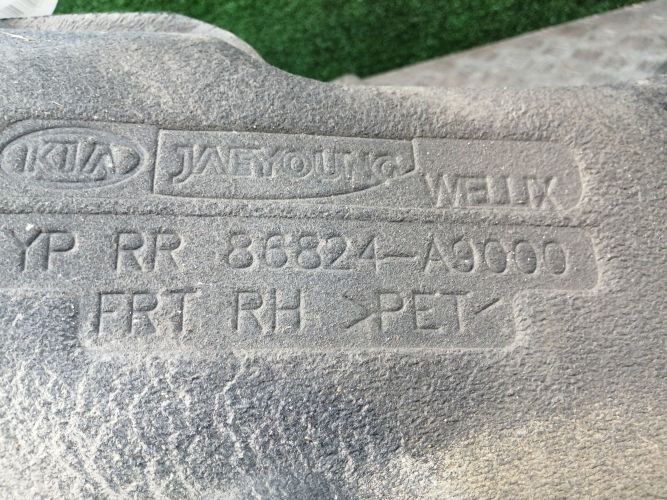 KIA JAEYOUNG WELLIX
YP RR 86824-A9000
FRT RH >PET<